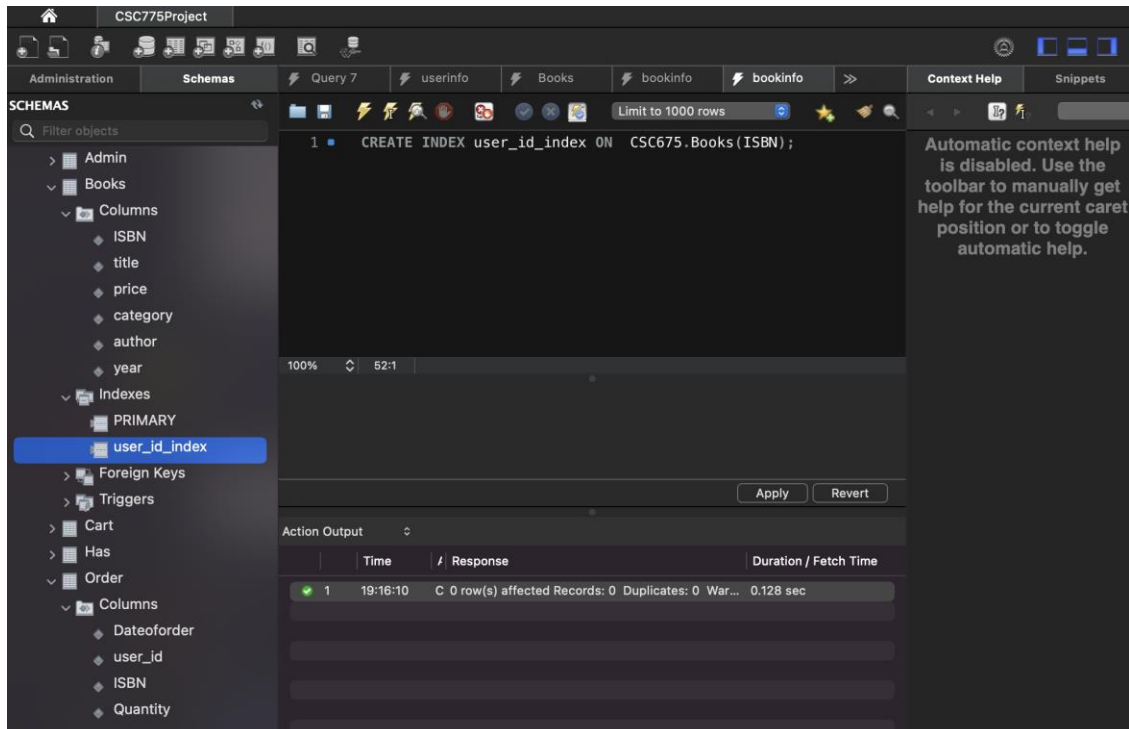 CSC775Project
Administration
Schemas
Query 7
userinfo
Books
bookinfo
bookinfo
Context Help
Snippets
SCHEMAS
Filter objects
Limit to 1000 rows
Admin
Books
Columns
ISBN
title
price
category
author
year
Indexes
PRIMARY
user_id_index
Foreign Keys
Triggers
Cart
Has
Order
Columns
Dateoforder
user_id
ISBN
Quantity
1 CREATE INDEX user_id_index ON CSC675.Books(ISBN);
100% 52:1
Apply
Revert
Action Output
Time A Response Duration / Fetch Time
1 19:16:10 C 0 row(s) affected Records: 0 Duplicates: 0 War... 0.128 sec
Automatic context help
is disabled. Use the
toolbar to manually get
help for the current caret
position or to toggle
automatic help.